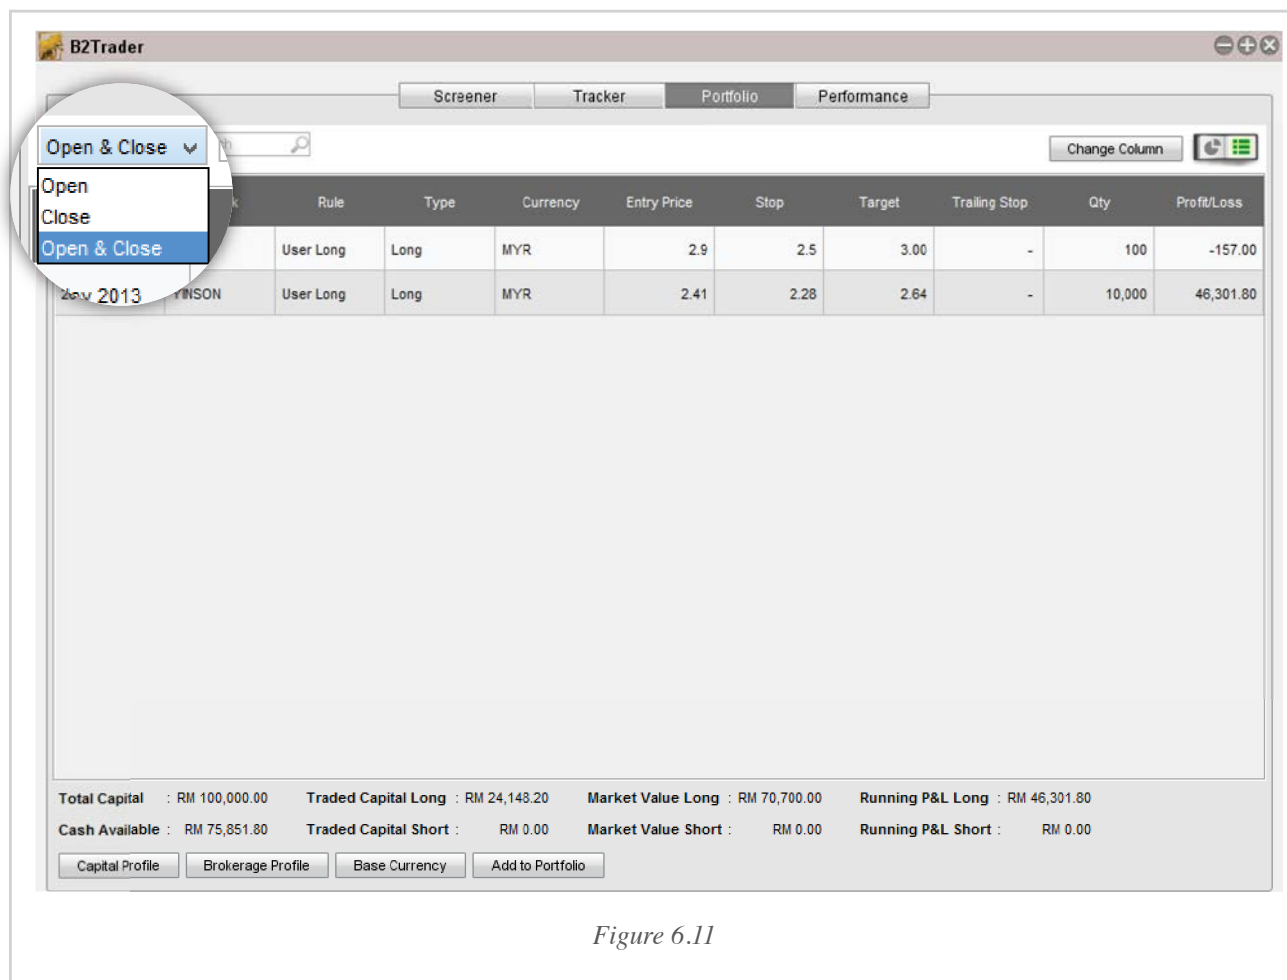 B2Trader
Screener Tracker Portfolio Performance
Open & Close
Change Column
Open
Close
Open & Close
Rule Type Currency Entry Price Stop Target Trailing Stop Qty Profit/Loss
User Long Long MYR 2.9 2.5 3.00 - 100 -157.00
2013 YINSON User Long Long MYR 2.41 2.28 2.64 - 10,000 46,301.80
Total Capital : RM 100,000.00 Traded Capital Long : RM 24,148.20 Market Value Long : RM 70,700.00 Running P&L Long : RM 46,301.80
Cash Available : RM 75,851.80 Traded Capital Short : RM 0.00 Market Value Short : RM 0.00 Running P&L Short : RM 0.00
Capital Profile Brokerage Profile Base Currency Add to Portfolio
Figure 6.11